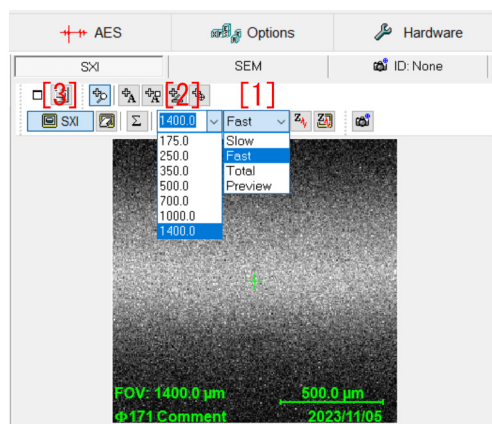 AES Options Hardware
SXI SEM ID: None
[3] [2] [1]
SXI Σ 1400.0 Fast
175.0 Slow
250.0 Fast
350.0 Total
500.0 Preview
700.0
1000.0
1400.0
FOV: 1400.0 µm 500.0 µm
Φ171 Comment 2023/11/05